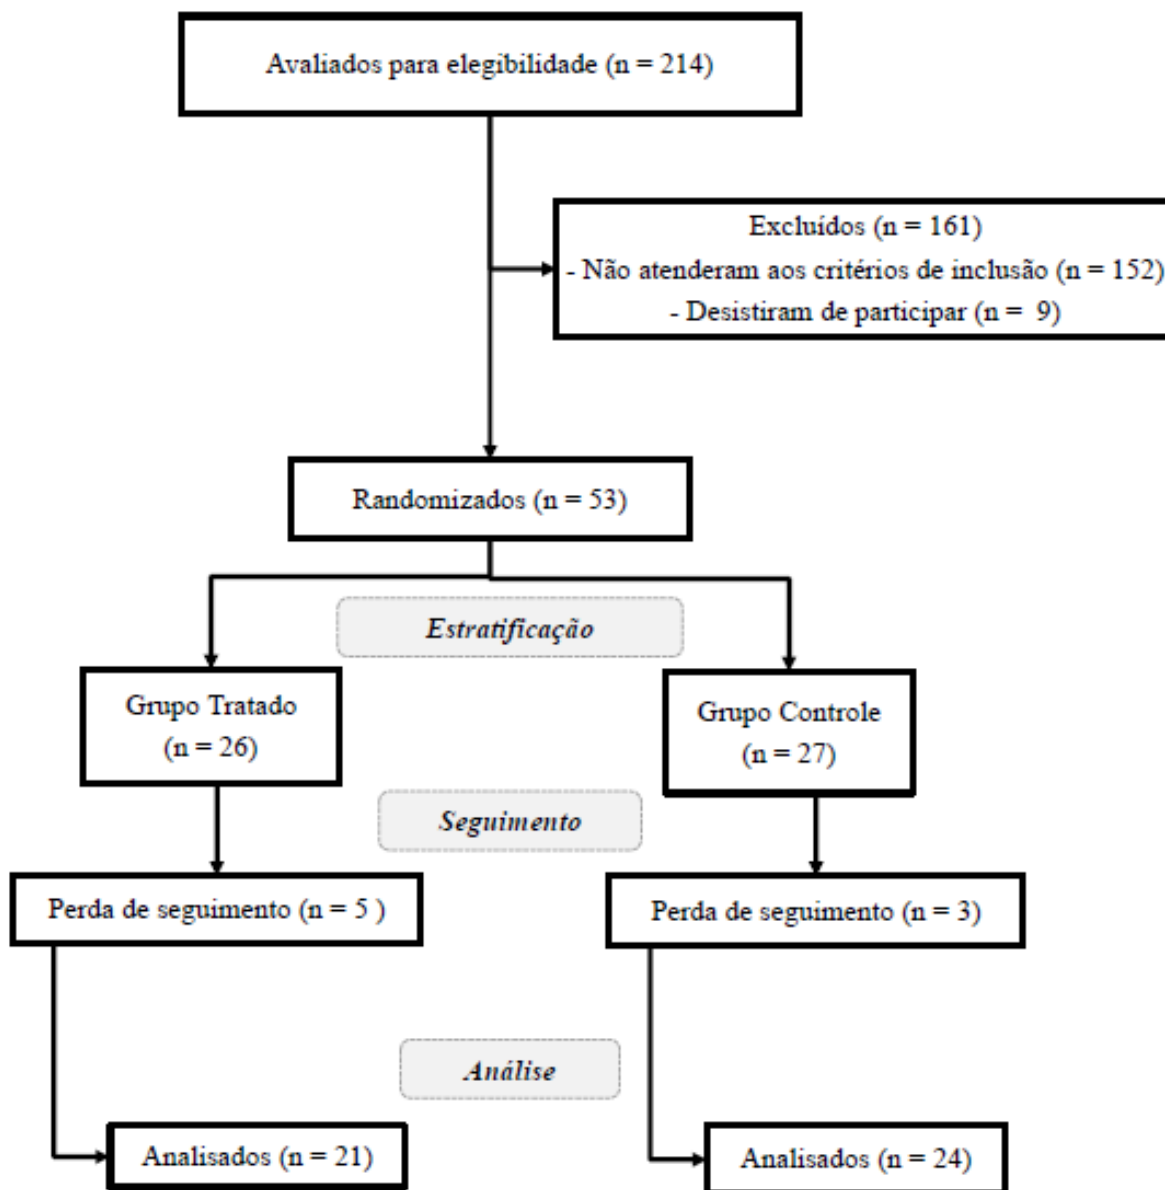 Avaliados para elegibilidade (n = 214)
Excluídos (n = 161)
- Não atenderam aos critérios de inclusão (n = 152)
- Desistiram de participar (n = 9)
Randomizados (n = 53)
Estratificação
Grupo Tratado
(n = 26)
Grupo Controle
(n = 27)
Seguimento
Perda de seguimento (n = 5 )
Perda de seguimento (n = 3)
Análise
Analisados (n = 21)
Analisados (n = 24)